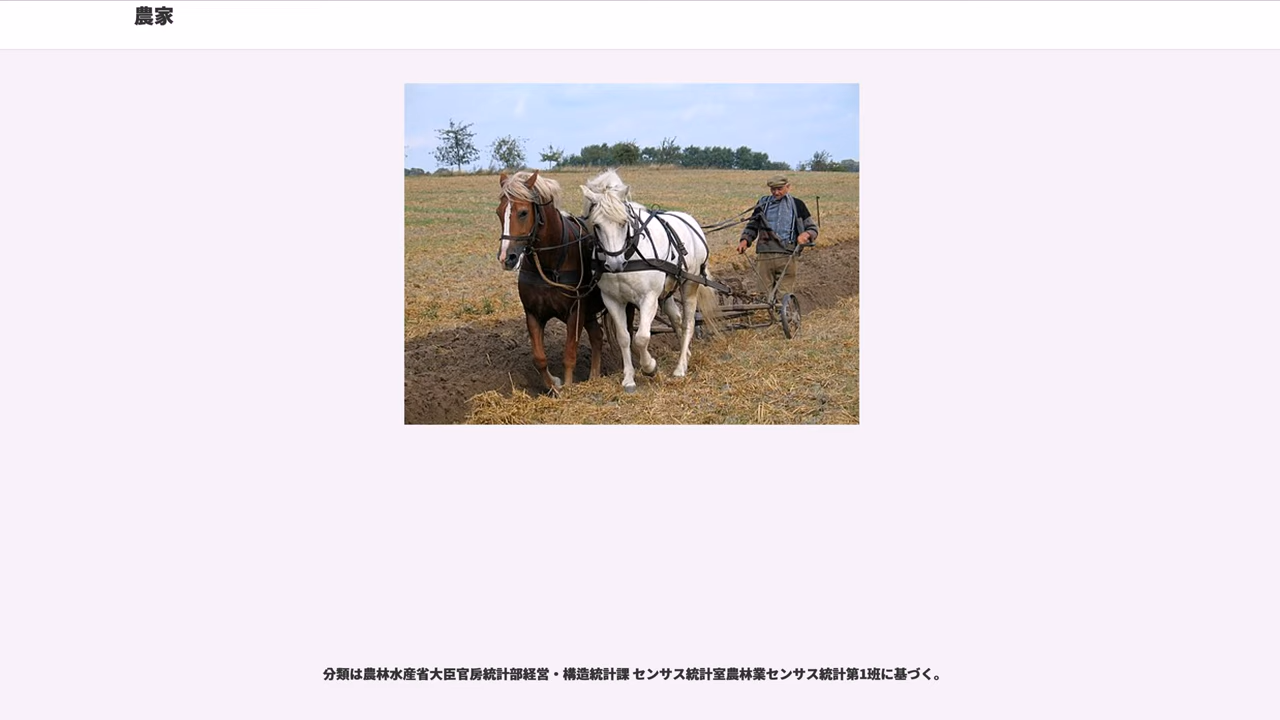 農家
分類は農林水産省大臣官房統計部経営・構造統計課 センサス統計室農林業センサス統計第1班に基づく。